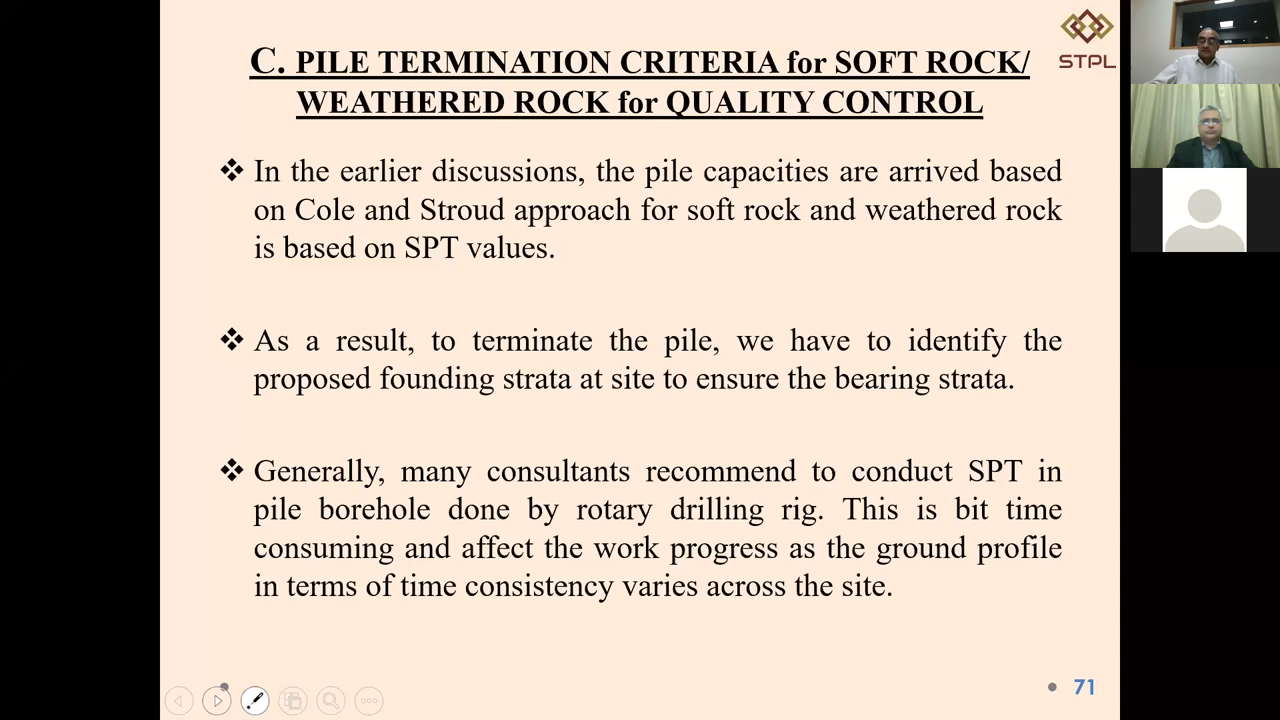 C. PILE TERMINATION CRITERIA for SOFT ROCK/
WEATHERED ROCK for QUALITY CONTROL
STPL
❖ In the earlier discussions, the pile capacities are arrived based
on Cole and Stroud approach for soft rock and weathered rock
is based on SPT values.
❖ As a result, to terminate the pile, we have to identify the
proposed founding strata at site to ensure the bearing strata.
❖ Generally, many consultants recommend to conduct SPT in
pile borehole done by rotary drilling rig. This is bit time
consuming and affect the work progress as the ground profile
in terms of time consistency varies across the site.
71